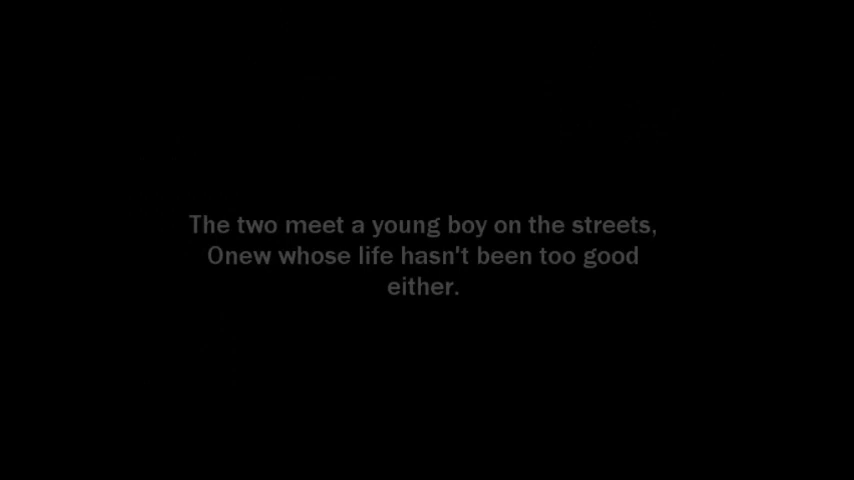 The two meet a young boy on the streets,
Onew whose life hasn't been too good
either.